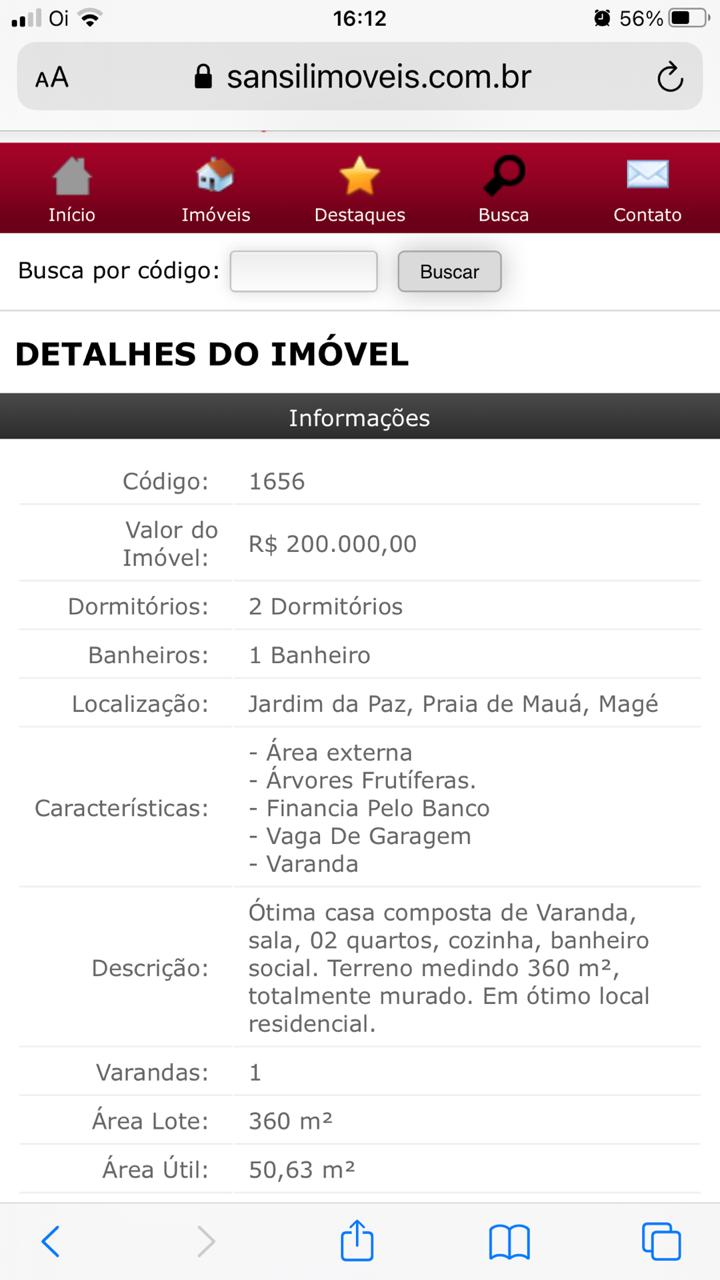 Oi
16:12
56%
AA
sansilimoveis.com.br
Início
Imóveis
Destaques
Busca
Contato
Busca por código:
Buscar
DETALHES DO IMÓVEL
Informações
Código: 1656
Valor do
Imóvel:
R$ 200.000,00
Dormitórios: 2 Dormitórios
Banheiros: 1 Banheiro
Localização: Jardim da Paz, Praia de Mauá, Magé
Características:
- Área externa
- Árvores Frutíferas.
- Financia Pelo Banco
- Vaga De Garagem
- Varanda
Descrição:
Ótima casa composta de Varanda,
sala, 02 quartos, cozinha, banheiro
social. Terreno medindo 360 m²,
totalmente murado. Em ótimo local
residencial.
Varandas: 1
Área Lote: 360 m²
Área Útil: 50,63 m²